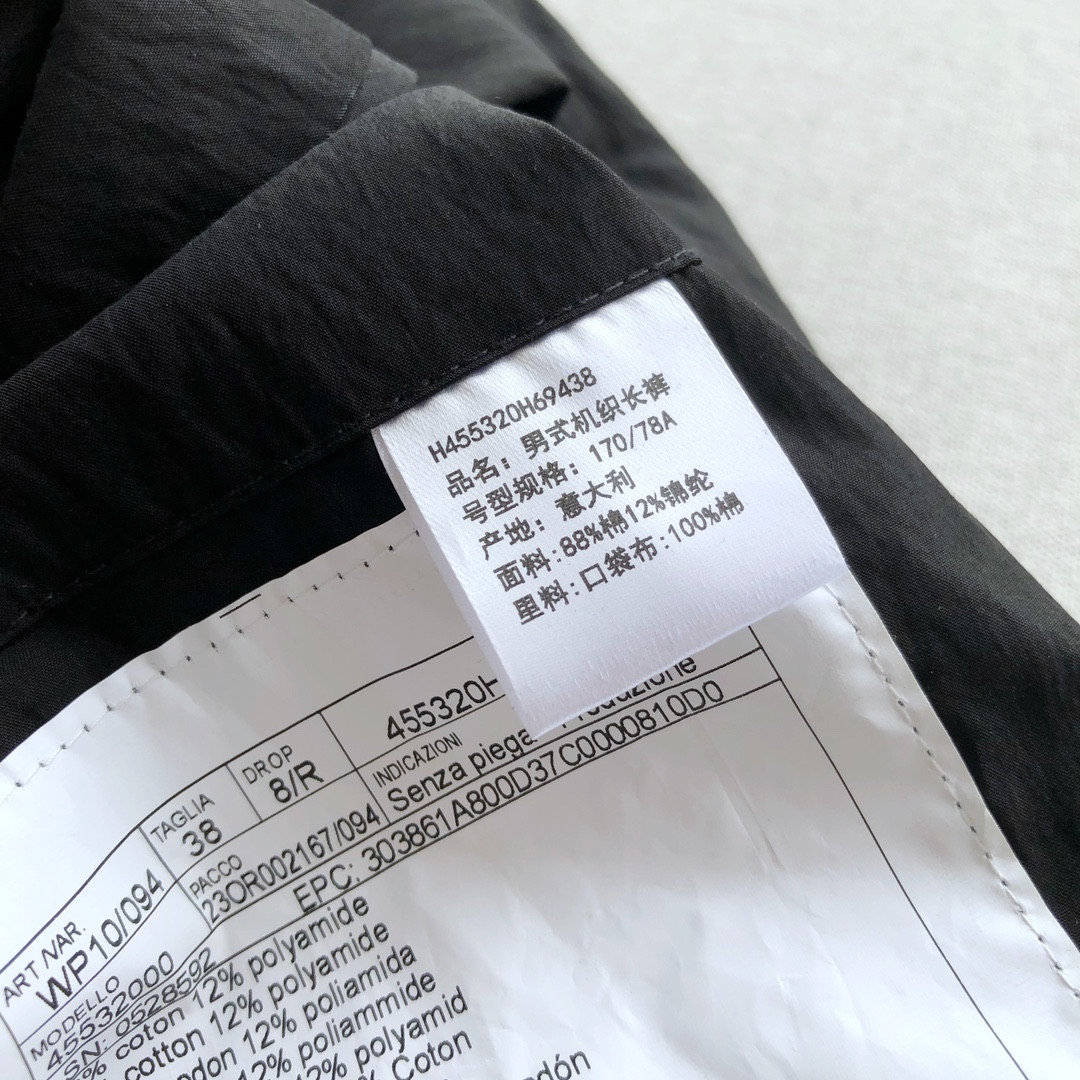 H455320H69438
品名：男式机织长裤
号型规格：170/78A
产地：意大利
面料:88%棉12%锦纶
里料:口袋布:100%棉
ART./VAR.
WP10/094
TAGLIA
38
DROP
8/R
455320H
MODELLO
45532000
PACCO
23OR002167/094
INDICAZIONI
Senza piega
SN: 0528592
EPC: 303861A800D37C0000810D0
% coton 12% polyamide
cotton 12% polyamide
12% poliamida
12% poliammide
12% polyamid
% Coton